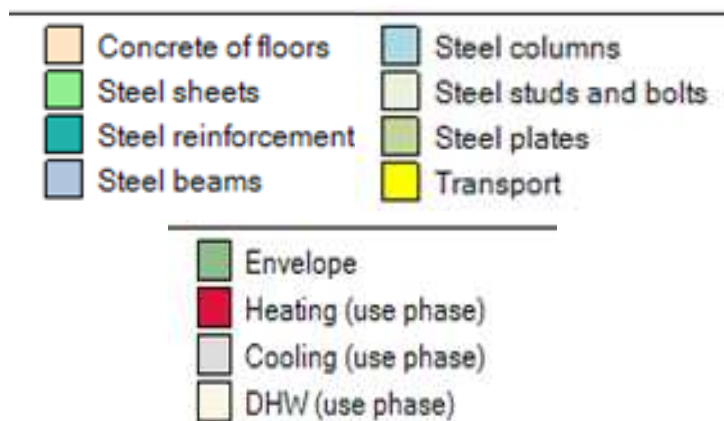 Concrete of floors
Steel sheets
Steel reinforcement
Steel beams
Steel columns
Steel studs and bolts
Steel plates
Transport
Envelope
Heating (use phase)
Cooling (use phase)
DHW (use phase)